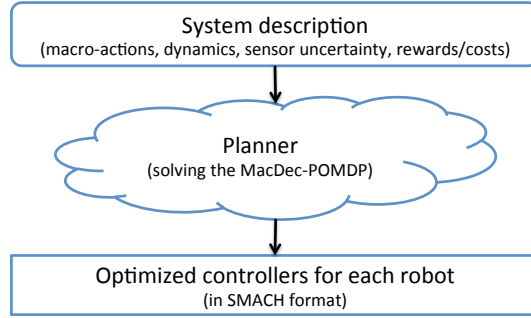 System description
(macro-actions, dynamics, sensor uncertainty, rewards/costs)
Planner
(solving the MacDec-POMDP)
Optimized controllers for each robot
(in SMACH format)